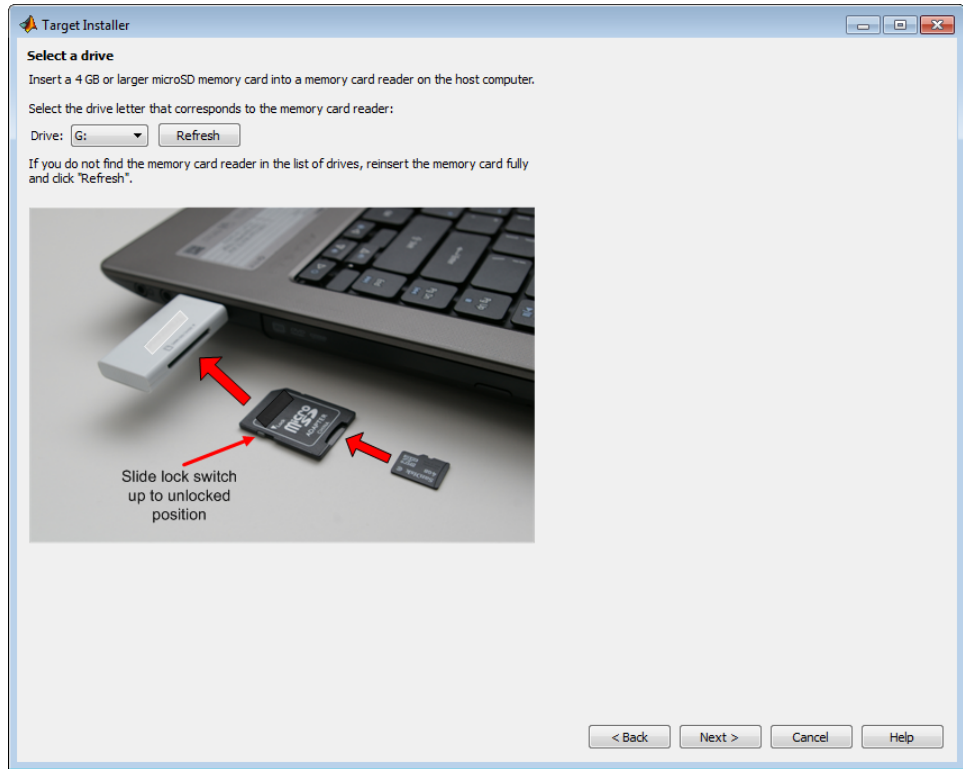 Target Installer
Select a drive
Insert a 4 GB or larger microSD memory card into a memory card reader on the host computer.
Select the drive letter that corresponds to the memory card reader:
Drive: G: Refresh
If you do not find the memory card reader in the list of drives, reinsert the memory card fully
and click "Refresh".
Micro
SD
ADAPTER
Slide lock switch
up to unlocked
position
< Back Next > Cancel Help